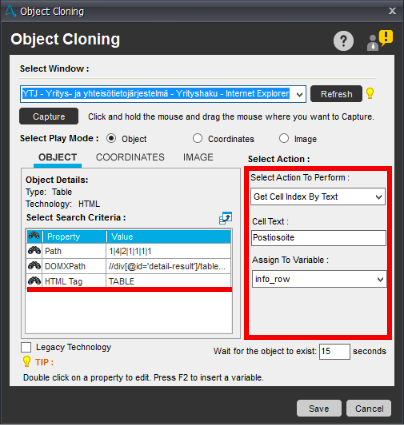 Object Cloning
Object Cloning
Select Window :
YTJ - Yritys- ja yhteisötietojärjestelmä - Yrityshaku - Internet Explorer
Refresh
Capture
Click and hold the mouse and drag the mouse where you want to Capture.
Select Play Mode :
Object
Coordinates
Image
OBJECT
COORDINATES
IMAGE
Object Details:
Type: Table
Technology: HTML
Select Search Criteria :
Property Value
Path 1|4|2|1|1|1|1
DOMXPath //div[@id='detail-result']/table...
HTML Tag TABLE
Legacy Technology
Select Action :
Select Action To Perform :
Get Cell Index By Text
Cell Text :
Postiosoite
Assign To Variable :
info_row
Wait for the object to exist: 15 seconds
TIP :
Double click on a property to edit. Press F2 to insert a variable.
Save
Cancel